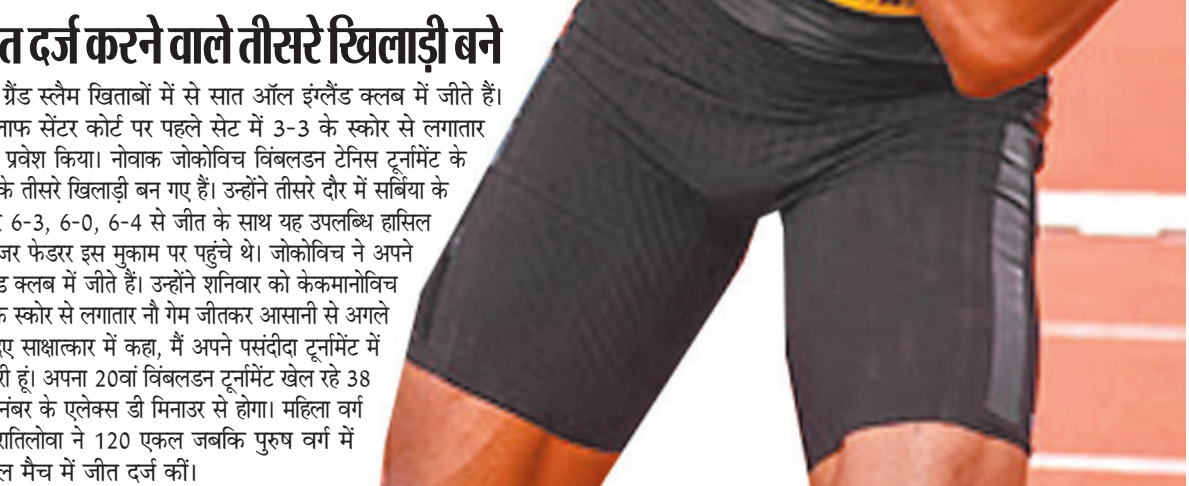 त दर्ज करने वाले तीसरे खिलाड़ी बने
ग्रैंड स्लैम खिताबों में से सात ऑल इंग्लैंड क्लब में जीते हैं।
लाफ सेंटर कोर्ट पर पहले सेट में 3-3 के स्कोर से लगातार
प्रवेश किया। नोवाक जोकोविच विंबलडन टेनिस टूर्नामेंट के
के तीसरे खिलाड़ी बन गए हैं। उन्होंने तीसरे दौर में सर्बिया के
6-3, 6-0, 6-4 से जीत के साथ यह उपलब्धि हासिल
जर फेडरर इस मुकाम पर पहुंचे थे। जोकोविच ने अपने
ड क्लब में जीते हैं। उन्होंने शनिवार को केकमानोविच
के स्कोर से लगातार नौ गेम जीतकर आसानी से अगले
दिए साक्षात्कार में कहा, मैं अपने पसंदीदा टूर्नामेंट में
री हूं। अपना 20वां विंबलडन टूर्नामेंट खेल रहे 38
नंबर के एलेक्स डी मिनाउर से होगा। महिला वर्ग
रातिलोवा ने 120 एकल जबकि पुरुष वर्ग में
ल मैच में जीत दर्ज कीं।